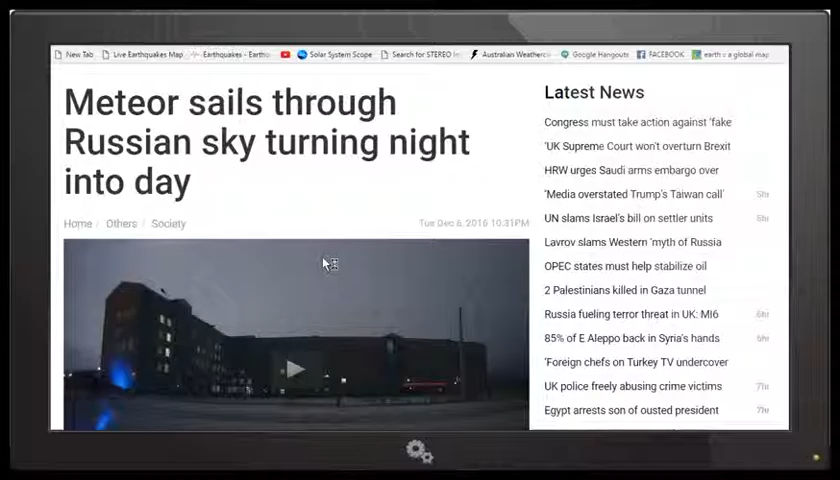 New Tab
Live Earthquakes Map
Earthquakes - Earth
Solar System Scope
Search for STEREO
Australian Weather
Google Hangouts
FACEBOOK
earth :: a global map
Meteor sails through
Russian sky turning night
into day
Home / Others / Society
Tue Dec 6, 2016 10:31PM
Latest News
Congress must take action against 'fake
'UK Supreme Court won't overturn Brexit
HRW urges Saudi arms embargo over
'Media overstated Trump's Taiwan call' 5hr
UN slams Israel's bill on settler units 6hr
Lavrov slams Western 'myth of Russia
OPEC states must help stabilize oil
2 Palestinians killed in Gaza tunnel
Russia fueling terror threat in UK: MI6 6hr
85% of E Aleppo back in Syria's hands 6hr
'Foreign chefs on Turkey TV undercover
UK police freely abusing crime victims 7hr
Egypt arrests son of ousted president 7hr